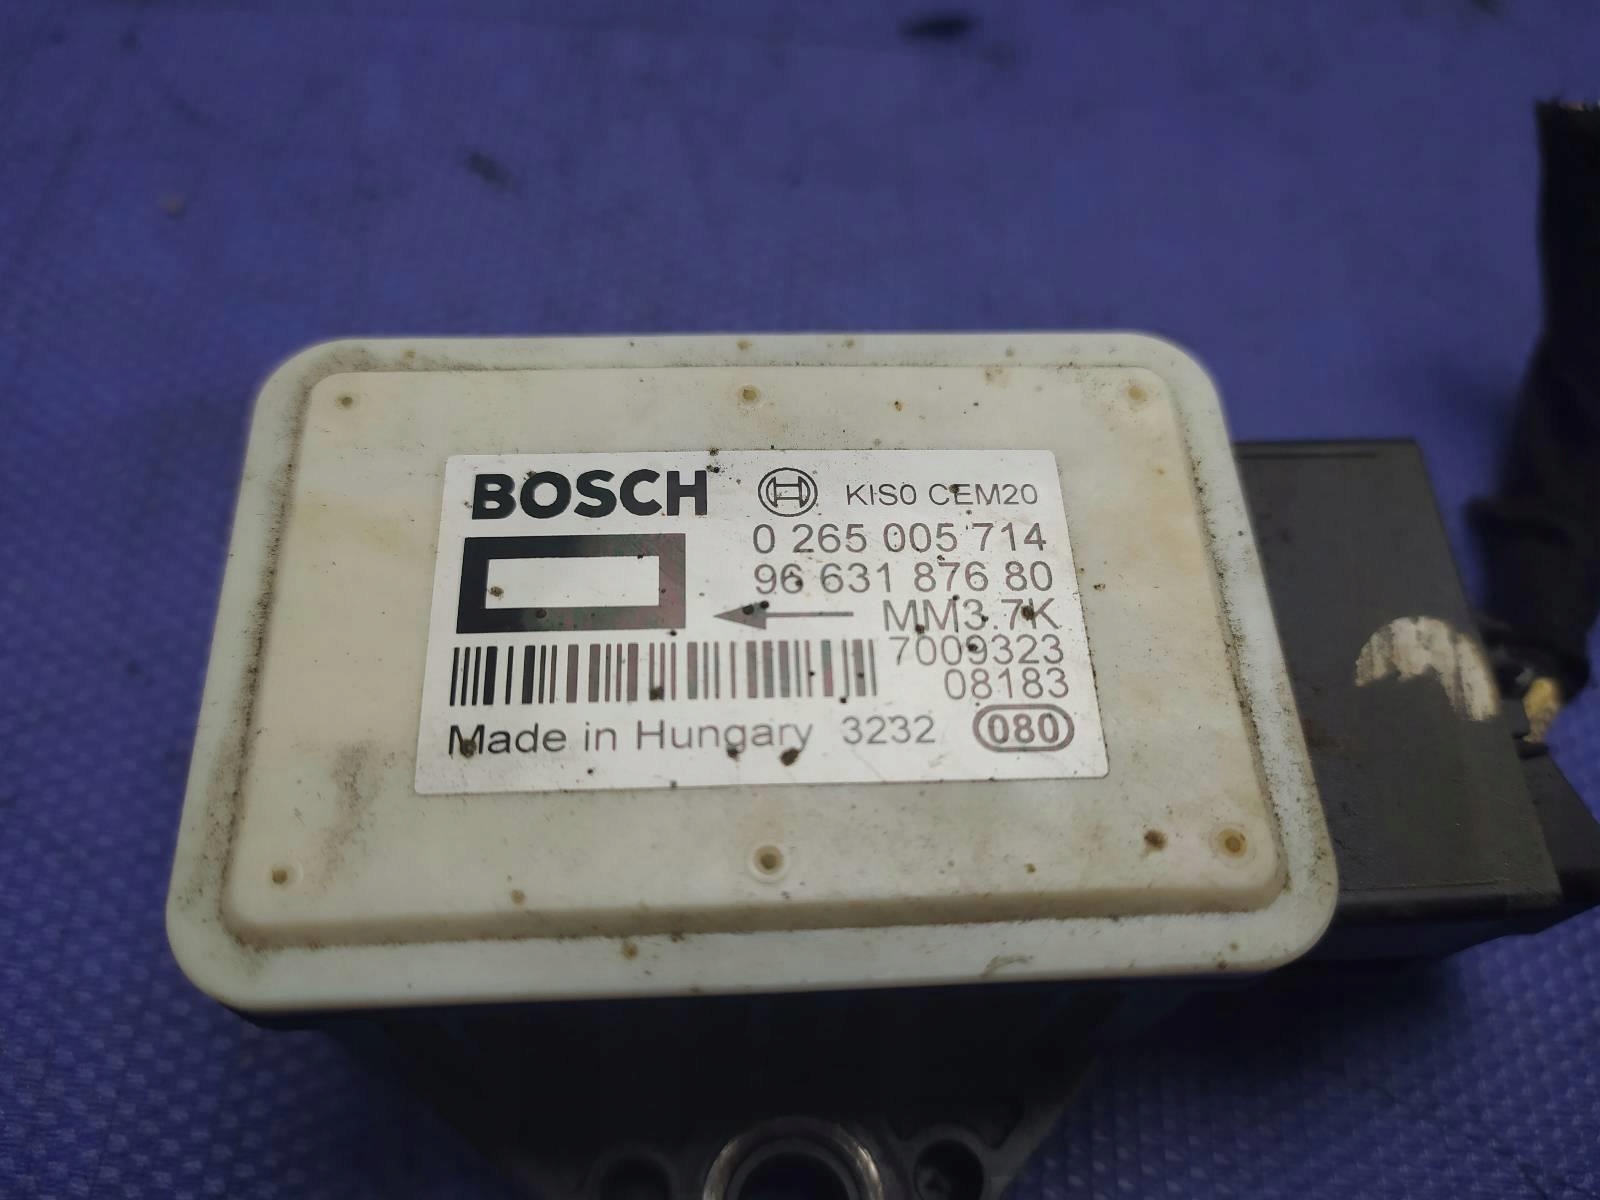 BOSCH KIS0 CEM20
0 265 005 714
96 631 876 80
MM3.7K
7009323
08183
Made in Hungary 3232 080